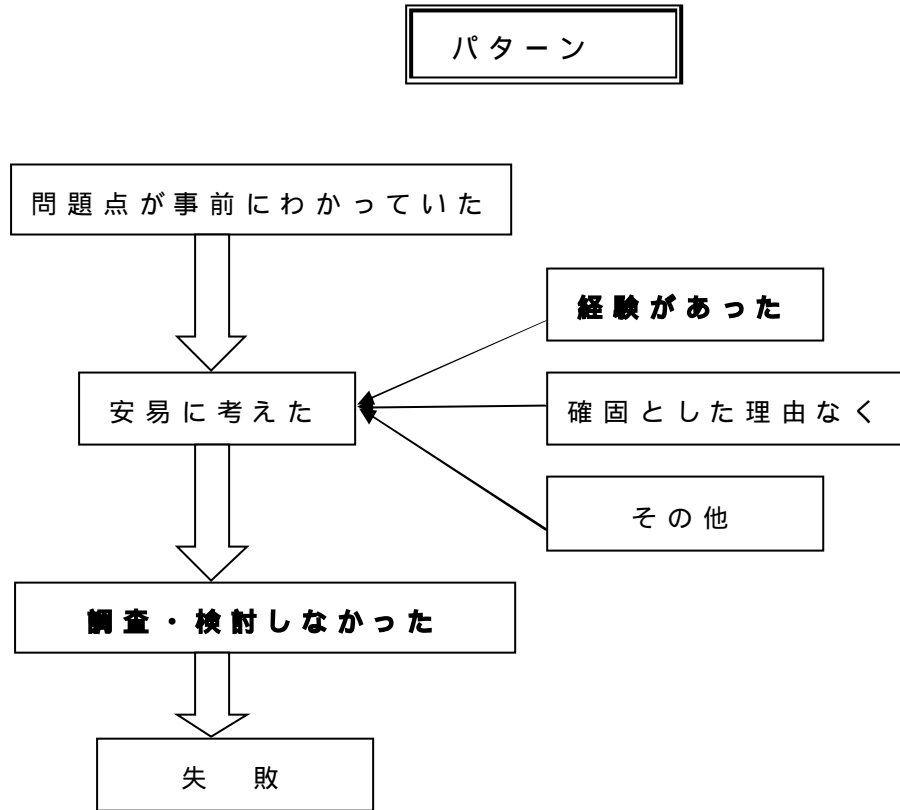 パターン
問題点が事前にわかっていた
経験があった
安易に考えた
確固とした理由なく
その他
調査・検討しなかった
失　敗